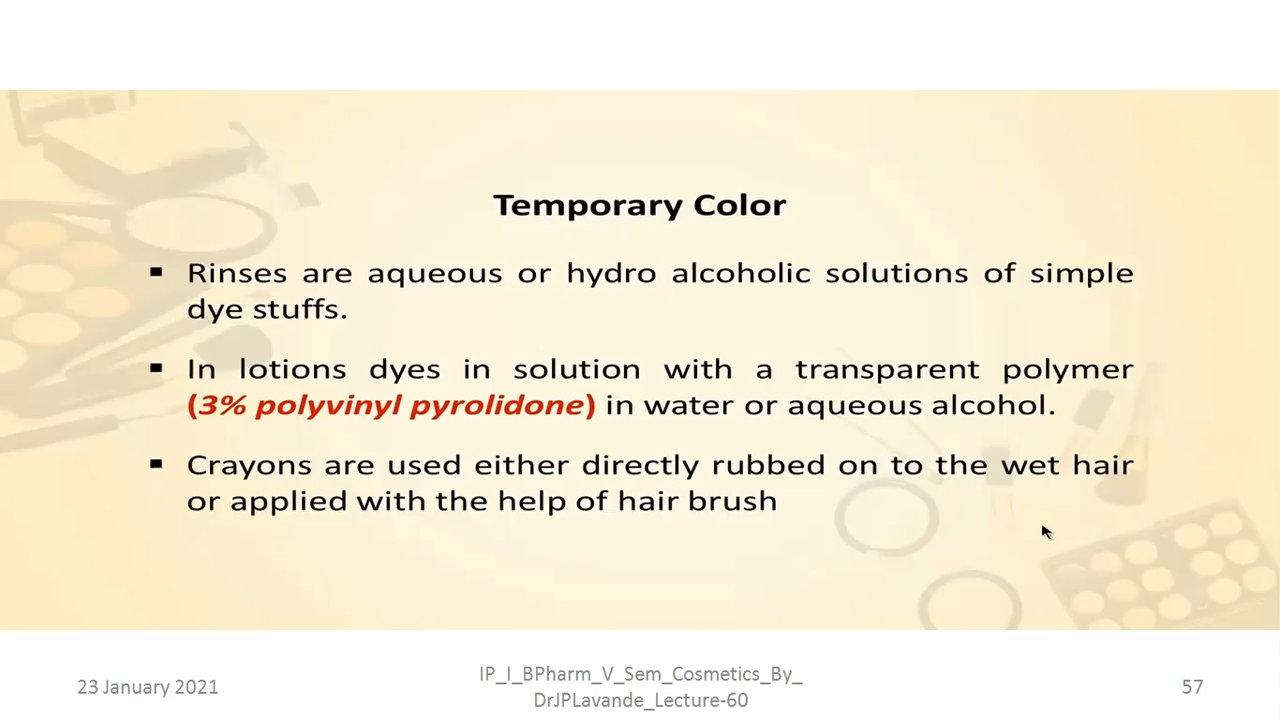 Temporary Color
▪ Rinses are aqueous or hydro alcoholic solutions of simple
dye stuffs.
▪ In lotions dyes in solution with a transparent polymer
(3% polyvinyl pyrolidone) in water or aqueous alcohol.
▪ Crayons are used either directly rubbed on to the wet hair
or applied with the help of hair brush
23 January 2021
IP_I_BPharm_V_Sem_Cosmetics_By_
DrJPLavande_Lecture-60
57